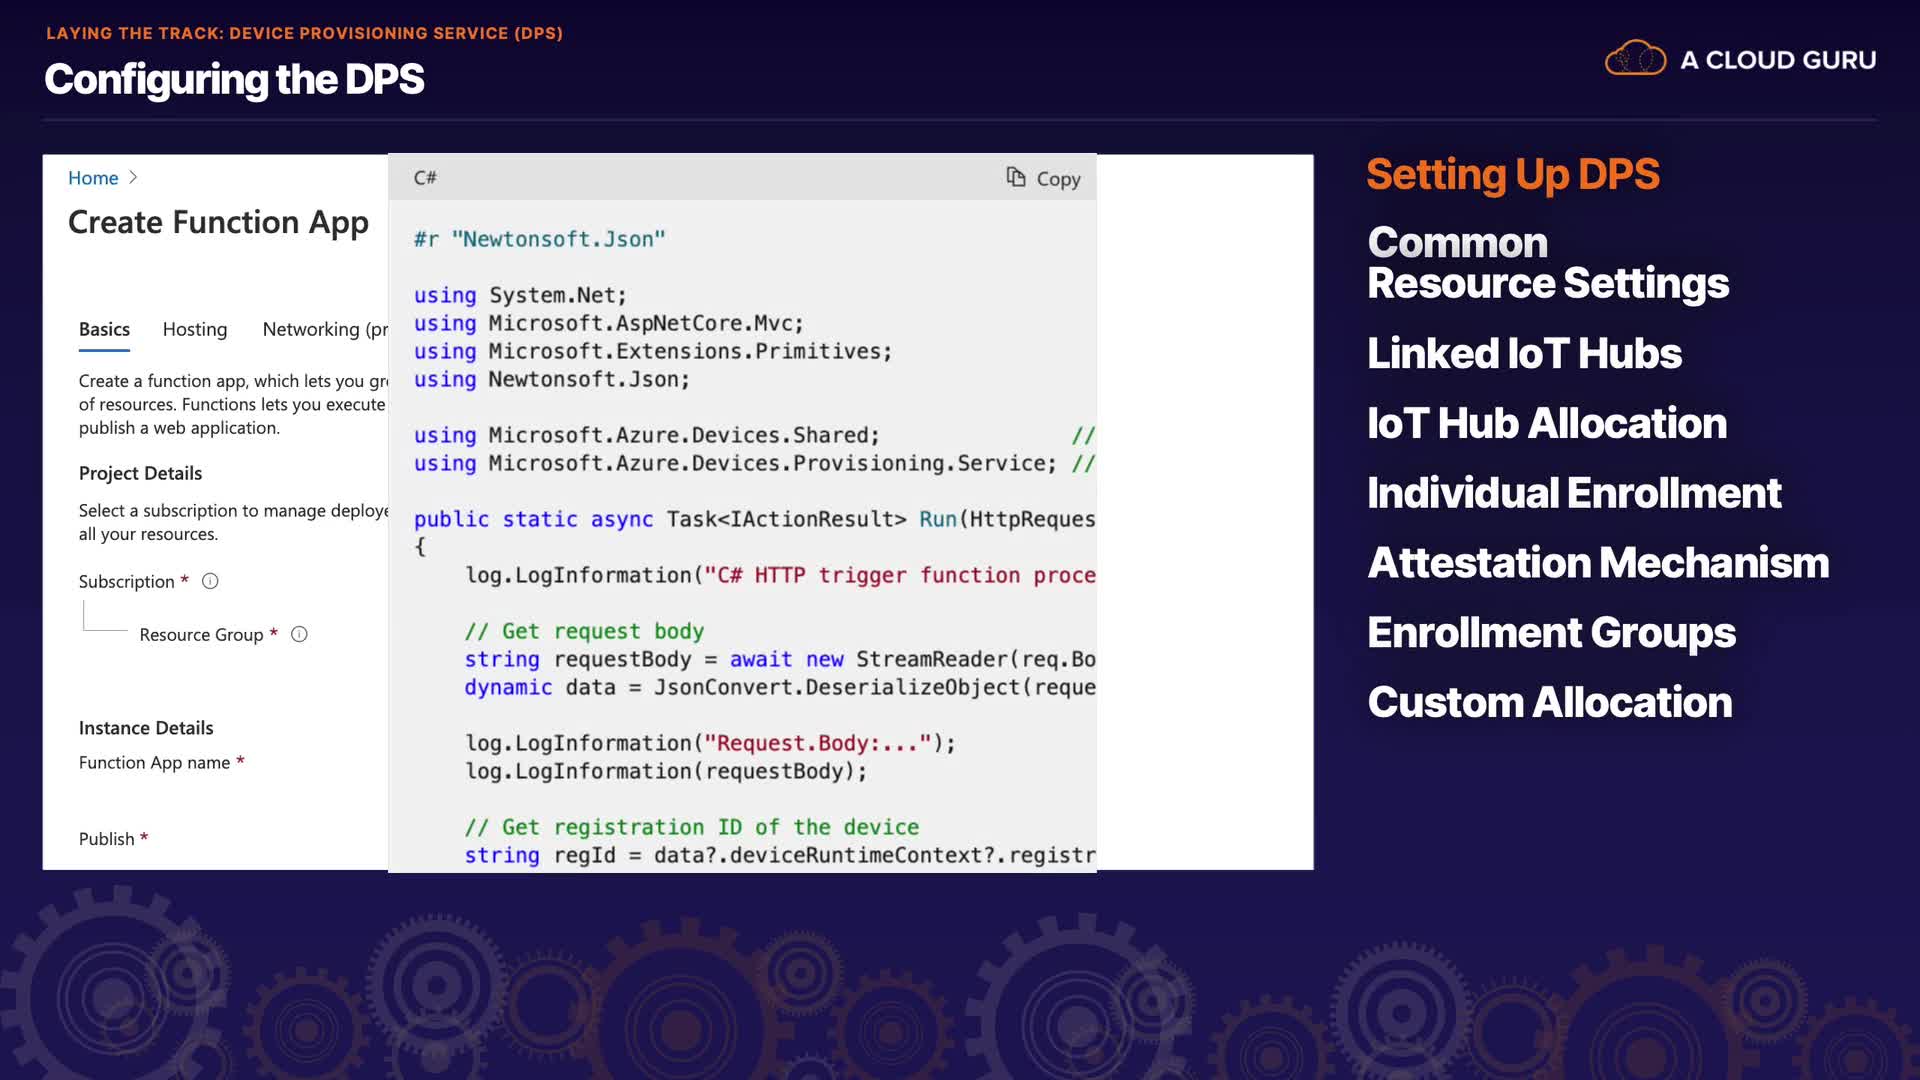 LAYING THE TRACK: DEVICE PROVISIONING SERVICE (DPS)
Configuring the DPS
A CLOUD GURU
Home >
Create Function App
Basics Hosting Networking (pr
Create a function app, which lets you gr
of resources. Functions lets you execute
publish a web application.
Project Details
Select a subscription to manage deploye
all your resources.
Subscription *
Resource Group *
Instance Details
Function App name *
Publish *
C# Copy
#r "Newtonsoft.Json"
using System.Net;
using Microsoft.AspNetCore.Mvc;
using Microsoft.Extensions.Primitives;
using Newtonsoft.Json;
using Microsoft.Azure.Devices.Shared; //
using Microsoft.Azure.Devices.Provisioning.Service; //
public static async Task<IActionResult> Run(HttpReques
{
log.LogInformation("C# HTTP trigger function proce
// Get request body
string requestBody = await new StreamReader(req.Bo
dynamic data = JsonConvert.DeserializeObject(reque
log.LogInformation("Request.Body:...");
log.LogInformation(requestBody);
// Get registration ID of the device
string regId = data?.deviceRuntimeContext?.registr
Setting Up DPS
Common
Resource Settings
Linked IoT Hubs
IoT Hub Allocation
Individual Enrollment
Attestation Mechanism
Enrollment Groups
Custom Allocation